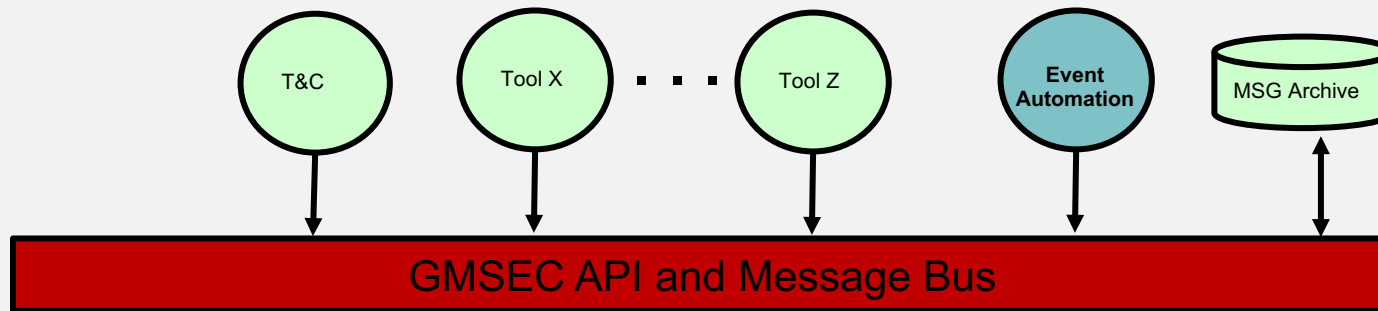 T&C
Tool X
. . .
Tool Z
Event
Automation
MSG Archive
GMSEC API and Message Bus